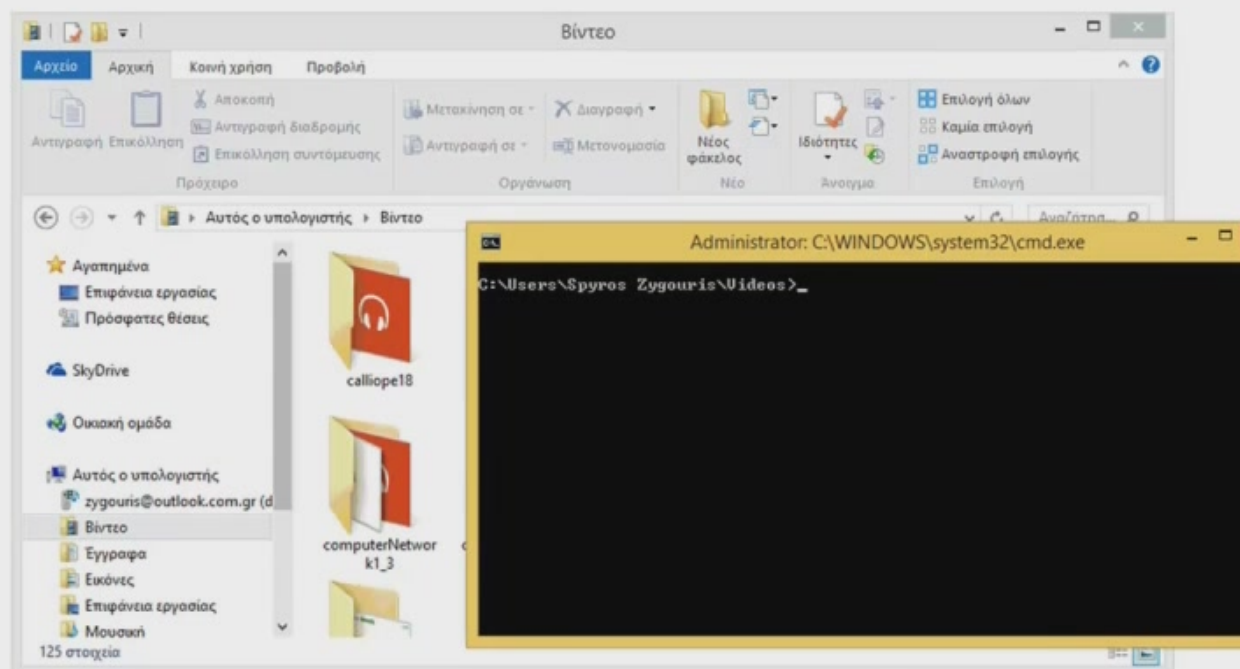 Βίντεο
Αρχείο Αρχική Κοινή χρήση Προβολή
Αντιγραφή Επικόλληση
Αποκοπή
Αντιγραφή διαδρομής
Επικόλληση συντόμευσης
Πρόχειρο
Μετακίνηση σε
Αντιγραφή σε
Διαγραφή
Μετονομασία
Οργάνωση
Νέος
φάκελος
Νέο
Ιδιότητες
Άνοιγμα
Επιλογή όλων
Καμία επιλογή
Αναστροφή επιλογής
Επιλογή
Αυτός ο υπολογιστής Βίντεο
Αγαπημένα
Επιφάνεια εργασίας
Πρόσφατες θέσεις
SkyDrive
Οικιακή ομάδα
Αυτός ο υπολογιστής
zygouris@outlook.com.gr (d
Βίντεο
Έγγραφα
Εικόνες
Επιφάνεια εργασίας
Μουσική
125 στοιχεία
calliope18
computerNetwor
k1_3
Administrator: C:\WINDOWS\system32\cmd.exe
C:\Users\Spyros Zygouris\Videos>_